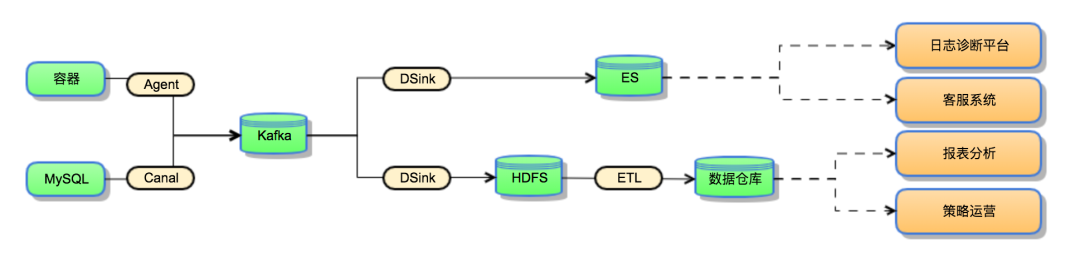 容器
Agent
MySQL
Canal
Kafka
DSink
ES
日志诊断平台
客服系统
DSink
HDFS
ETL
数据仓库
报表分析
策略运营